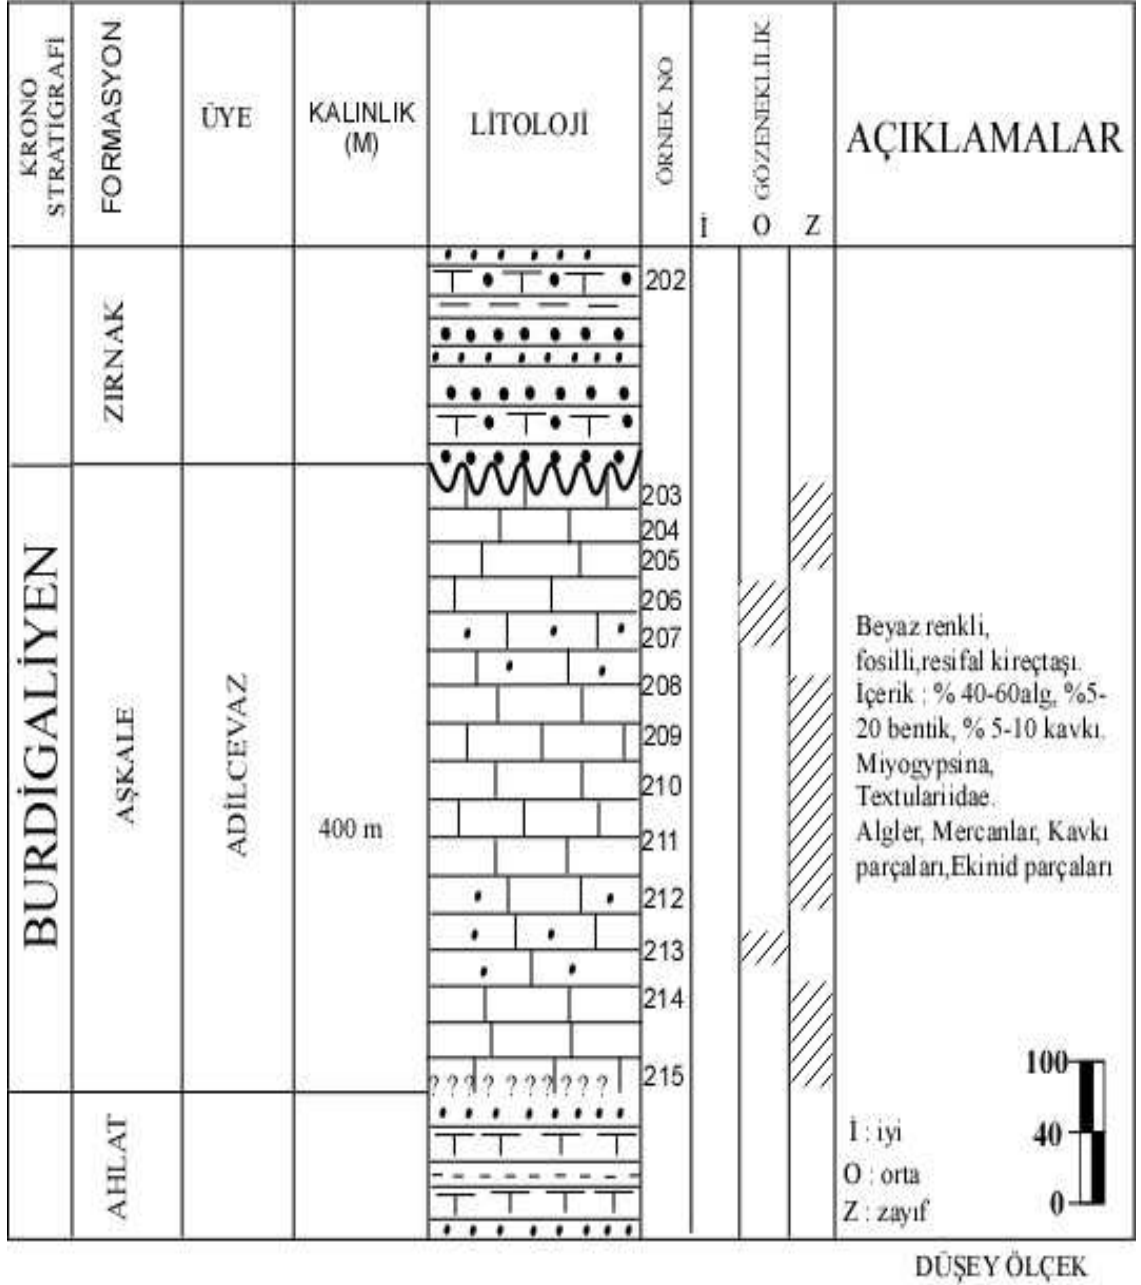 KRONO
STRATİGRAFİ
FORMASYON
ÜYE
KALINLIK
(M)
LİTOLOJİ
ÖRNEK NO
GÖZENEKLİLİK
İ O Z
AÇIKLAMALAR
ZIRNAK
BURDİGALİYEN
AŞKALE
ADİLCEVAZ
400 m
AHLAT
202
203
204
205
206
207
208
209
210
211
212
213
214
215
? ? ? ? ? ? ? ? ? ? ? ? ?
Beyaz renkli,
fosilli,resifal kireçtaşı.
İçerik : % 40-60alg, %5-
20 bentik, % 5-10 kavkı.
Miyogypsina,
Textulariidae.
Algler, Mercanlar, Kavkı
parçaları,Ekinid parçaları
İ : iyi
O : orta
Z : zayıf
100
40
0
DÜŞEY ÖLÇEK